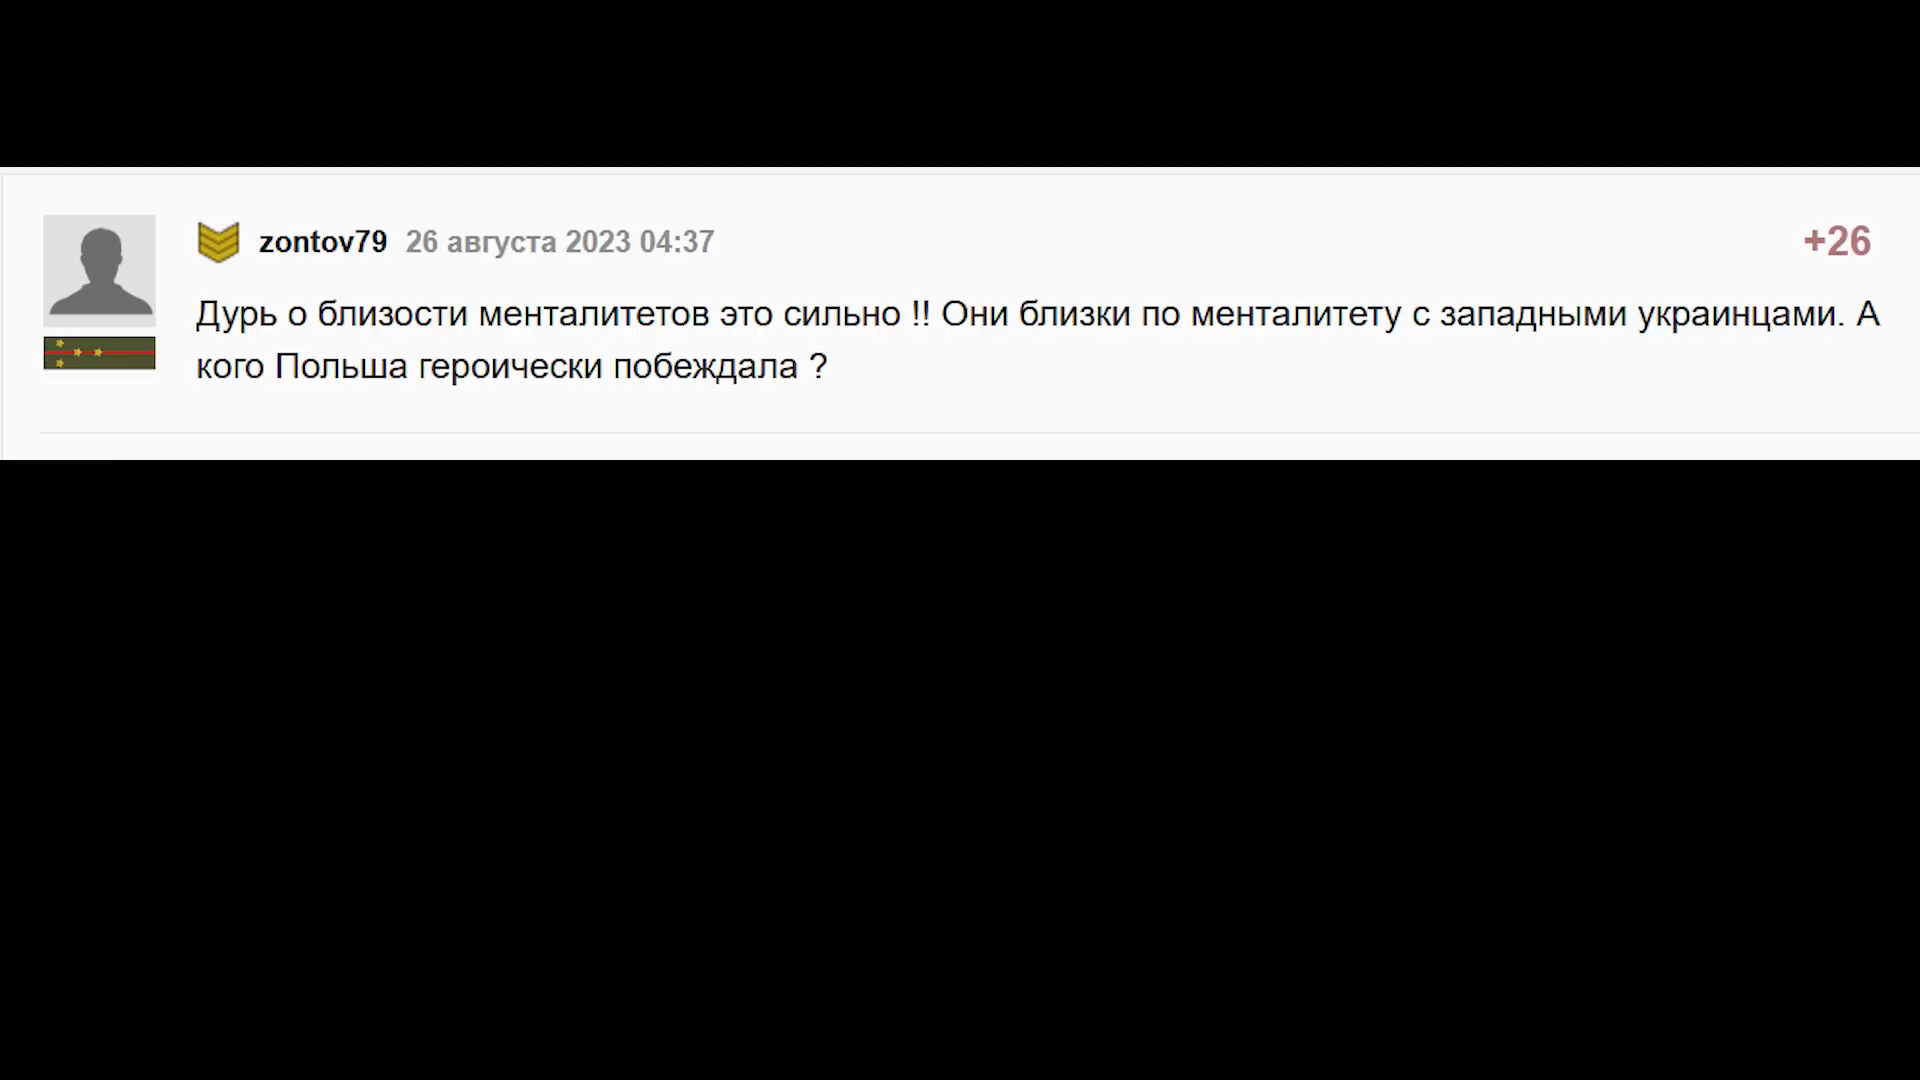 zontov79 26 августа 2023 04:37 +26
Дурь о близости менталитетов это сильно !! Они близки по менталитету с западными украинцами. А
кого Польша героически побеждала ?